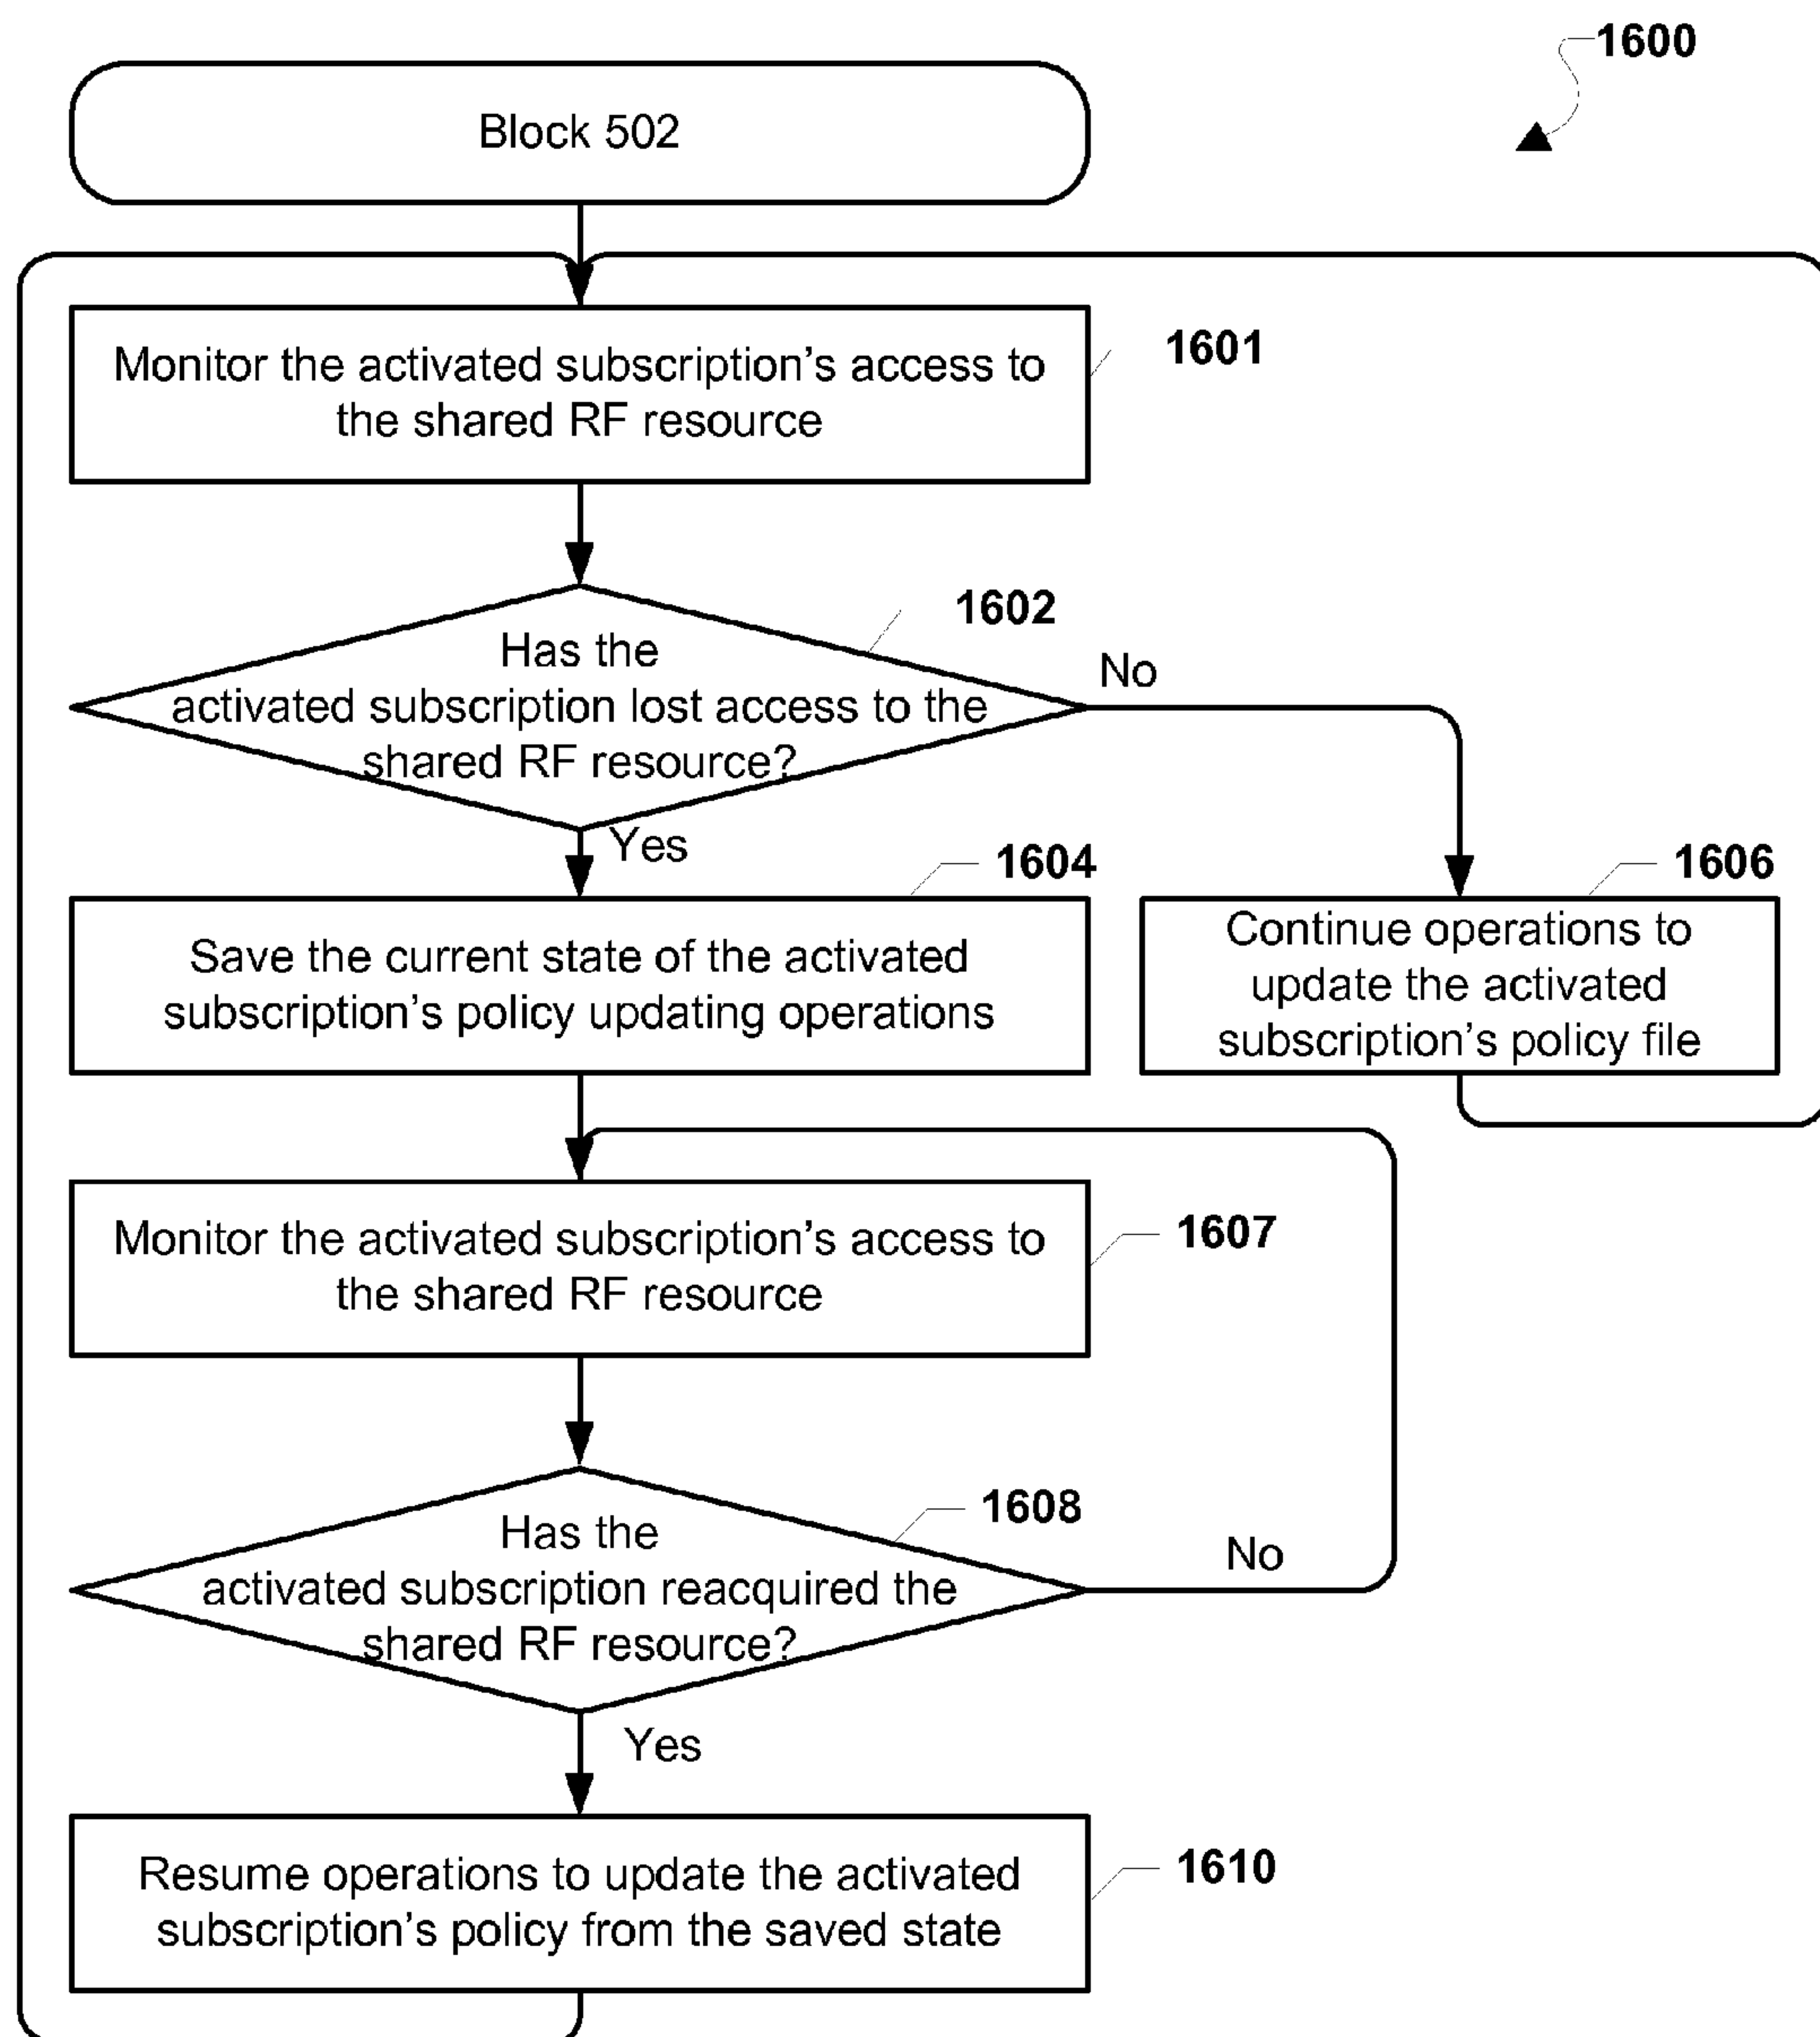 1600
Block 502
Monitor the activated subscription's access to
the shared RF resource
1601
Has the
activated subscription lost access to the
shared RF resource?
1602
No
Yes
Save the current state of the activated
subscription's policy updating operations
1604
Continue operations to
update the activated
subscription's policy file
1606
Monitor the activated subscription's access to
the shared RF resource
1607
Has the
activated subscription reacquired the
shared RF resource?
1608
No
Yes
Resume operations to update the activated
subscription's policy from the saved state
1610